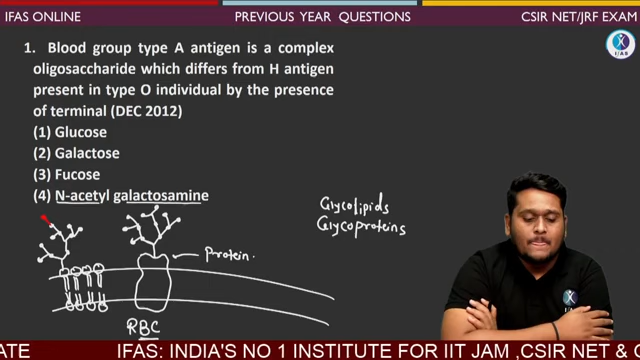 IFAS ONLINE PREVIOUS YEAR QUESTIONS CSIR NET/JRF EXAM
1. Blood group type A antigen is a complex
oligosaccharide which differs from H antigen
present in type O individual by the presence
of terminal (DEC 2012)
(1) Glucose
(2) Galactose
(3) Fucose
(4) N-acetyl galactosamine
IFAS
Glycolipids
Glycoproteins
Protein.
RBC
ATE IFAS: INDIA'S NO 1 INSTITUTE FOR IIT JAM ,CSIR NET & G